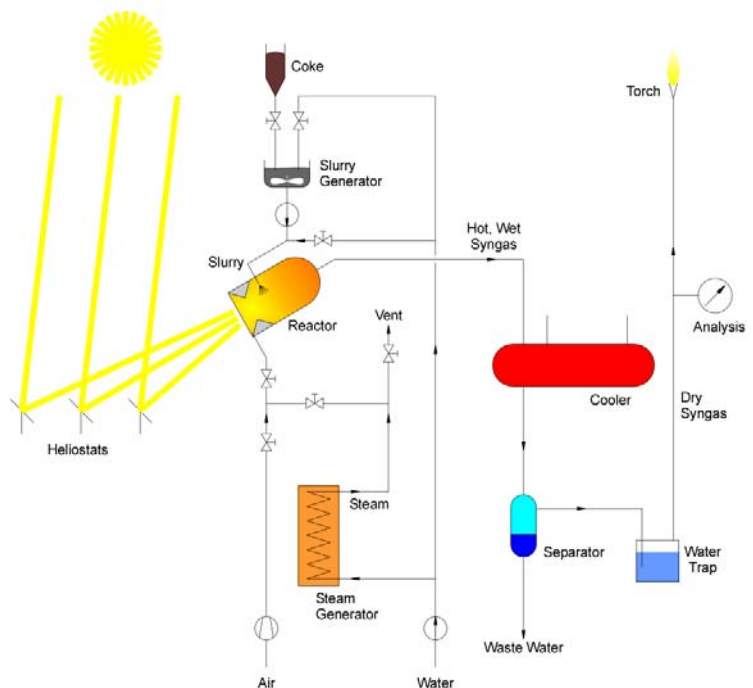 Coke
Torch
Slurry
Generator
Hot, Wet
Syngas
Slurry
Reactor
Vent
Analysis
Cooler
Dry
Syngas
Heliostats
Steam
Separator
Water
Trap
Steam
Generator
Waste Water
Air
Water